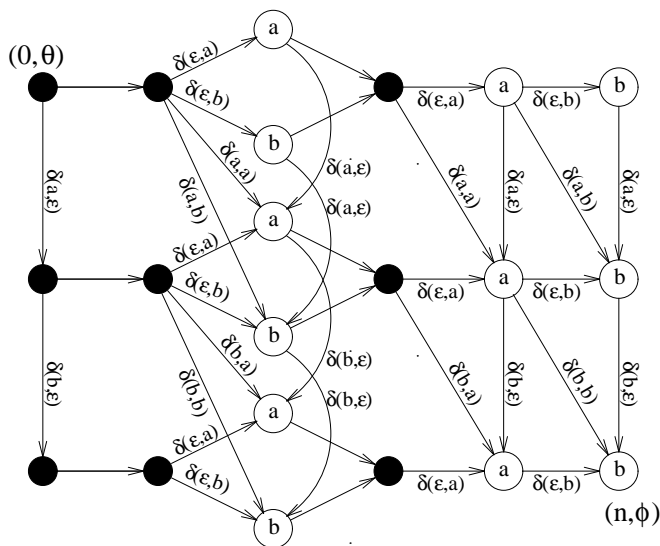 a
(0,θ)
δ(ε,a)
δ(ε,b)
δ(ε,a)
a
δ(ε,b)
b
b
δ(a,a)
δ(a,ε)
δ(a,ε)
δ(a,b)
δ(a,ε)
δ(a,a)
δ(a,ε)
δ(a,b)
δ(a,ε)
a
δ(ε,a)
δ(ε,b)
δ(ε,a)
a
δ(ε,b)
b
b
δ(b,ε)
δ(b,a)
δ(b,b)
δ(b,ε)
δ(b,ε)
δ(b,a)
δ(b,ε)
δ(b,b)
δ(b,ε)
a
δ(ε,a)
δ(ε,b)
δ(ε,a)
a
δ(ε,b)
b
b
(n,ϕ)